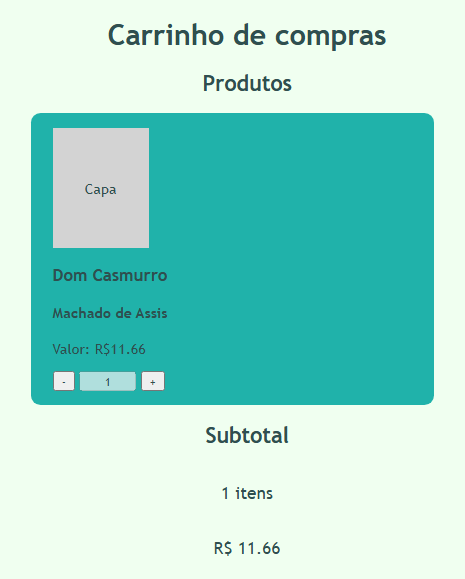 Carrinho de compras
Produtos
Capa
Dom Casmurro
Machado de Assis
Valor: R$11.66
- 1 +
Subtotal
1 itens
R$ 11.66